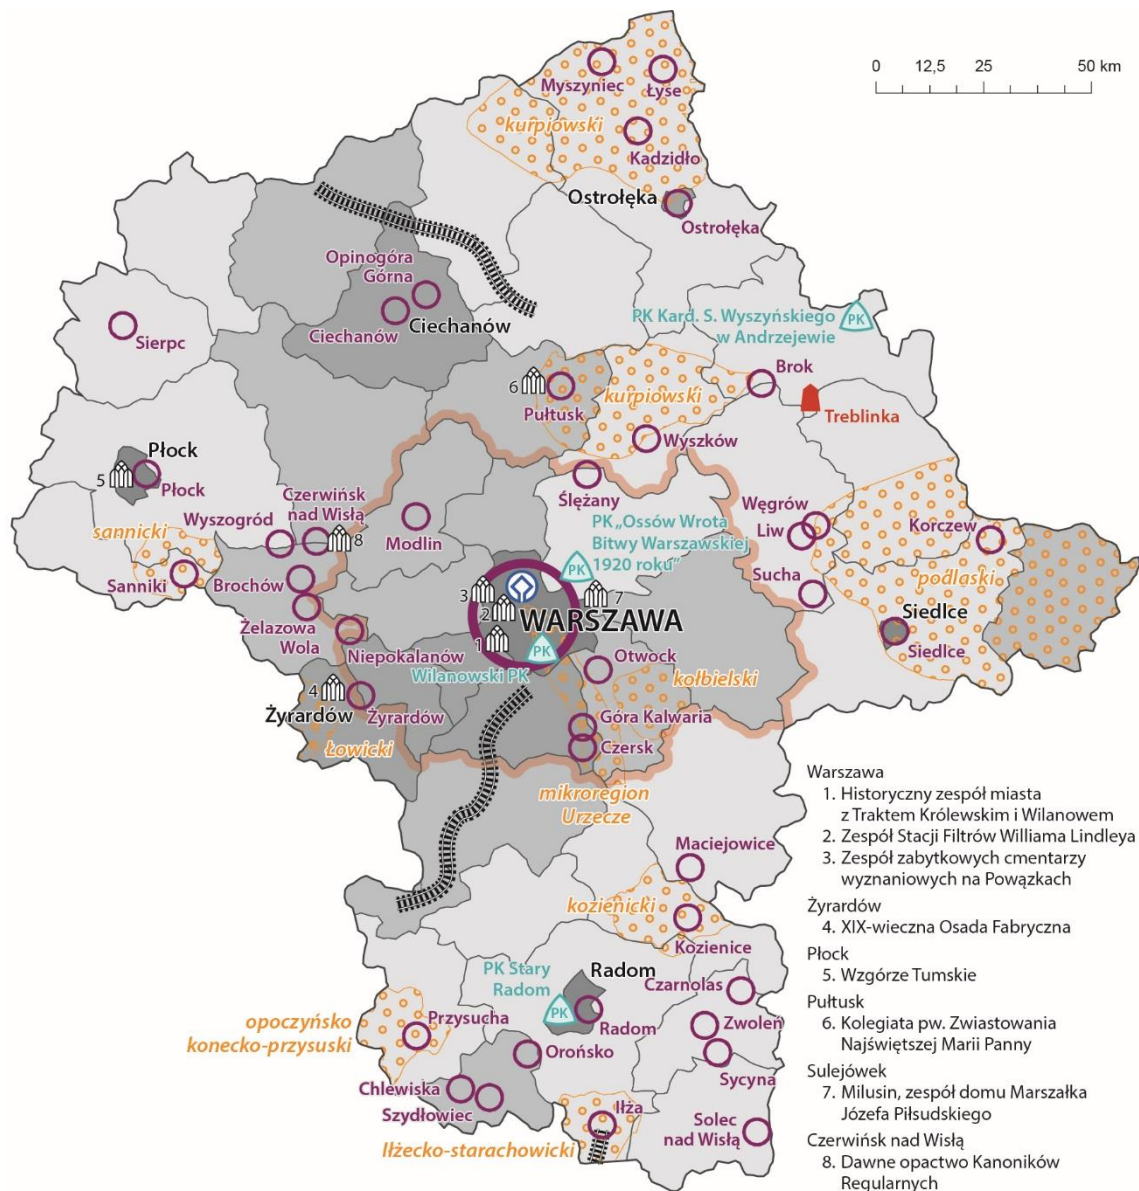 0 12,5 25 50 km
Myszyniec
Łyse
kurpiowski
Kadzidło
Ostrołęka
Ostrołęka
Opinogóra
Górna
Ciechanów
Ciechanów
Sierpc
PK Kard. S. Wyszyńskiego
w Andrzejewie
PK
Brok
Treblinka
6
Pułtusk
kurpiowski
Wyszków
Płock
5
Płock
Ślężany
Czerwińsk
nad Wisłą
8
Wyszogród
Modlin
sannicki
Sanniki
Brochów
Żelazowa
Wola
Niepokalanów
PK „Ossów Wrota
Bitwy Warszawskiej
1920 roku”
PK
Węgrów
Liw
Korczew
Sucha
podlaski
Siedlce
Siedlce
3
2
1
7
WARSZAWA
PK
Wilanowski PK
Otwock
kołbielski
4
Żyrardów
Żyrardów
Łowicki
Góra Kalwaria
Czersk
mikroregion
Urzecze
Maciejowice
kozienicki
Kozienice
PK Stary
Radom
PK
Radom
Radom
Czarnolas
Zwoleń
Sycyna
opoczyńsko
konecko-przysuski
Przysucha
Orońsko
Chlewiska
Szydłowiec
Iłża
Iłżecko-starachowicki
Solec
nad Wisłą
Warszawa
1. Historyczny zespół miasta
z Traktem Królewskim i Wilanowem
2. Zespół Stacji Filtrów Williama Lindleya
3. Zespół zabytkowych cmentarzy
wyznaniowych na Powązkach
Żyrardów
4. XIX-wieczna Osada Fabryczna
Płock
5. Wzgórze Tumskie
Pułtusk
6. Kolegiata pw. Zwiastowania
Najświętszej Marii Panny
Sulejówek
7. Milusin, zespół domu Marszałka
Józefa Piłsudskiego
Czerwińsk nad Wisłą
8. Dawne opactwo Kanoników
Regularnych